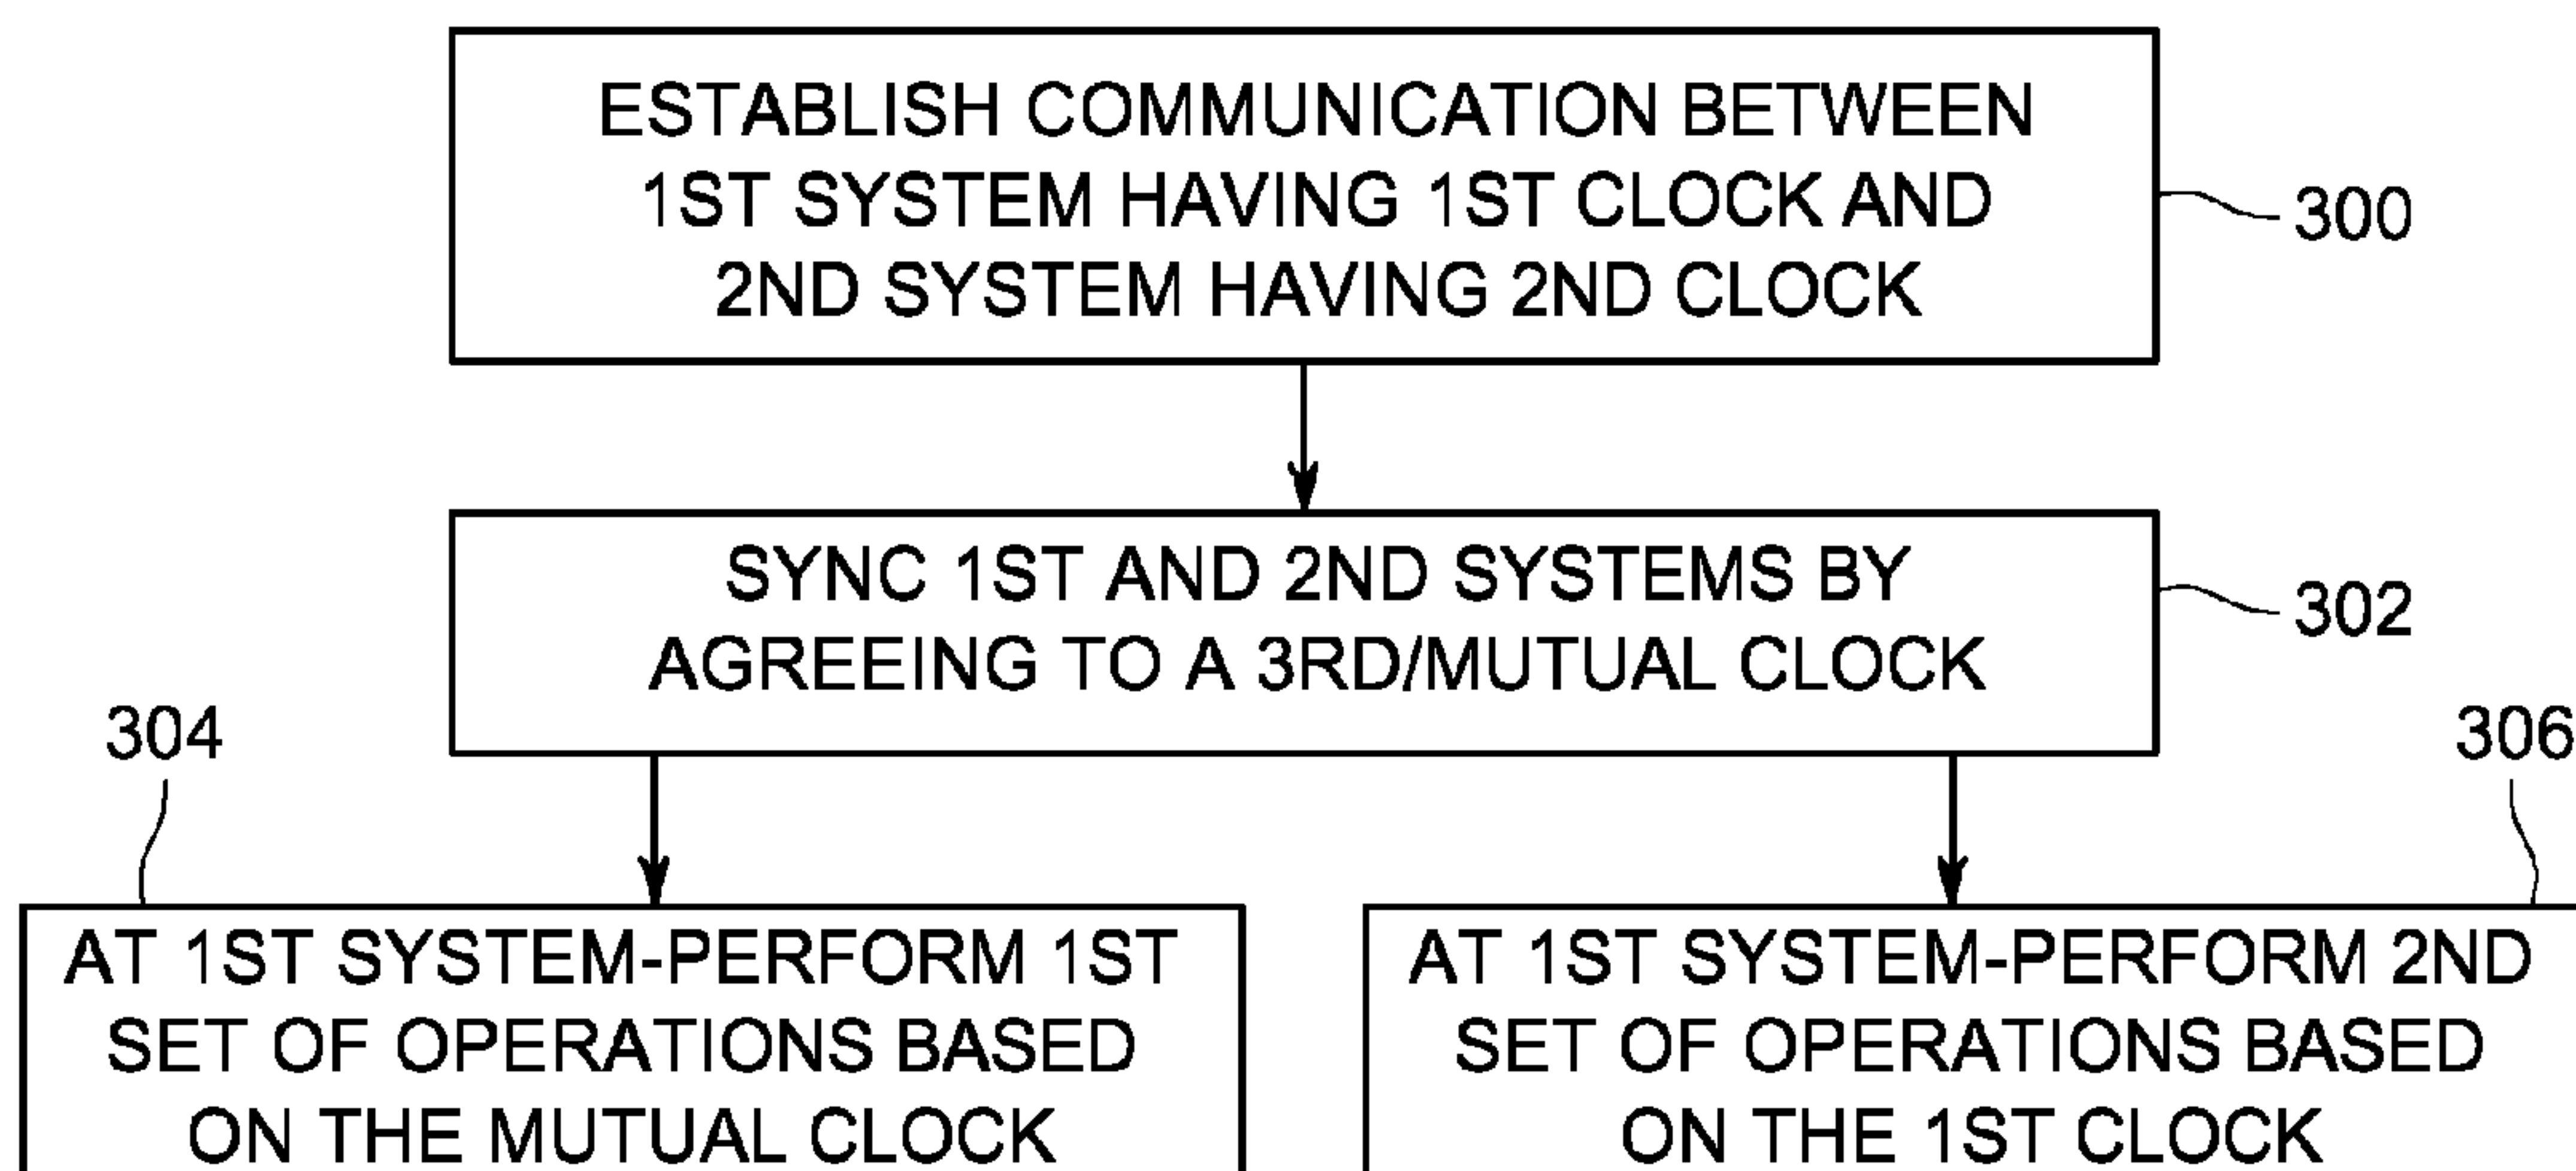 ESTABLISH COMMUNICATION BETWEEN
1ST SYSTEM HAVING 1ST CLOCK AND
2ND SYSTEM HAVING 2ND CLOCK
300
SYNC 1ST AND 2ND SYSTEMS BY
AGREEING TO A 3RD/MUTUAL CLOCK
302
304
306
AT 1ST SYSTEM-PERFORM 1ST
SET OF OPERATIONS BASED
ON THE MUTUAL CLOCK
AT 1ST SYSTEM-PERFORM 2ND
SET OF OPERATIONS BASED
ON THE 1ST CLOCK